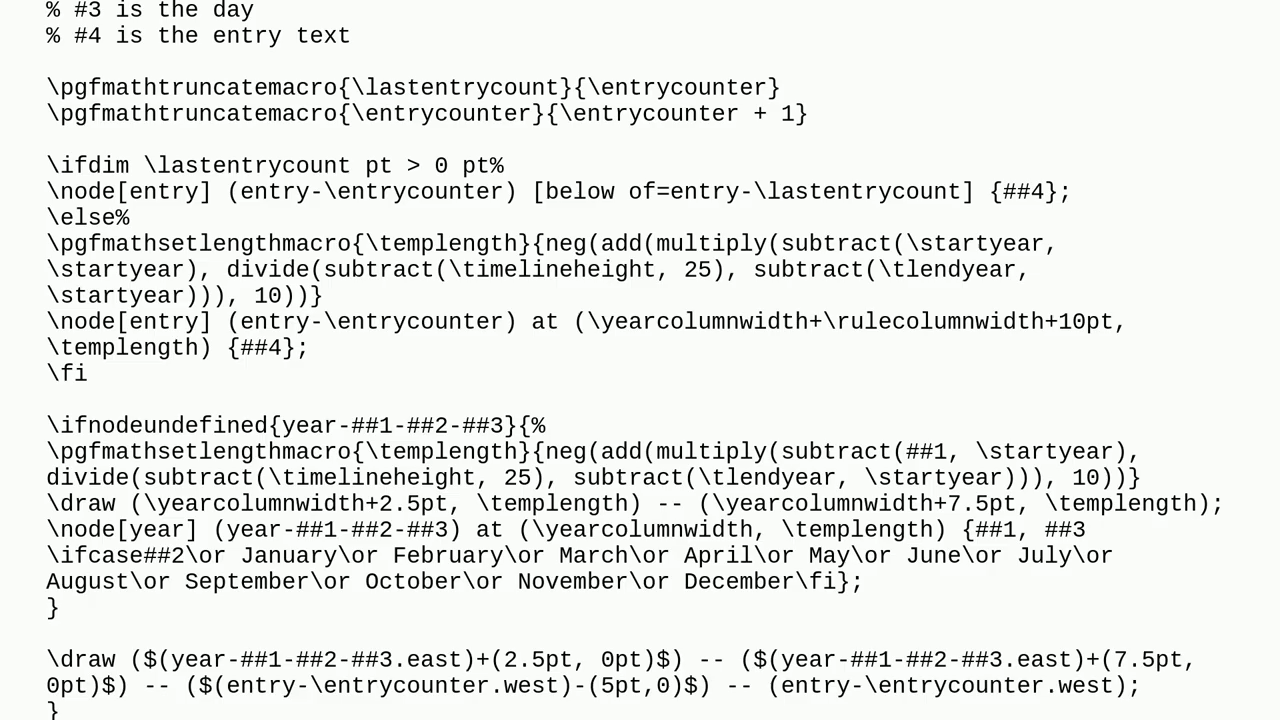 % #3 is the day
% #4 is the entry text
\pgfmathtruncatemacro{\lastentrycount}{\entrycounter}
\pgfmathtruncatemacro{\entrycounter}{\entrycounter + 1}
\ifdim \lastentrycount pt > 0 pt%
\node[entry] (entry-\entrycounter) [below of=entry-\lastentrycount] {##4};
\else%
\pgfmathsetlengthmacro{\templength}{neg(add(multiply(subtract(\startyear,
\startyear), divide(subtract(\timelineheight, 25), subtract(\tlendyear,
\startyear))), 10))}
\node[entry] (entry-\entrycounter) at (\yearcolumnwidth+\rulecolumnwidth+10pt,
\templength) {##4};
\fi
\ifnodeundefined{year-##1-##2-##3}{%
\pgfmathsetlengthmacro{\templength}{neg(add(multiply(subtract(##1, \startyear),
divide(subtract(\timelineheight, 25), subtract(\tlendyear, \startyear))), 10))}
\draw (\yearcolumnwidth+2.5pt, \templength) -- (\yearcolumnwidth+7.5pt, \templength);
\node[year] (year-##1-##2-##3) at (\yearcolumnwidth, \templength) {##1, ##3
\ifcase##2\or January\or February\or March\or April\or May\or June\or July\or
August\or September\or October\or November\or December\fi};
}
\draw ($(year-##1-##2-##3.east)+(2.5pt, 0pt)$) -- ($(year-##1-##2-##3.east)+(7.5pt,
0pt)$) -- ($(entry-\entrycounter.west)-(5pt,0)$) -- (entry-\entrycounter.west);
}